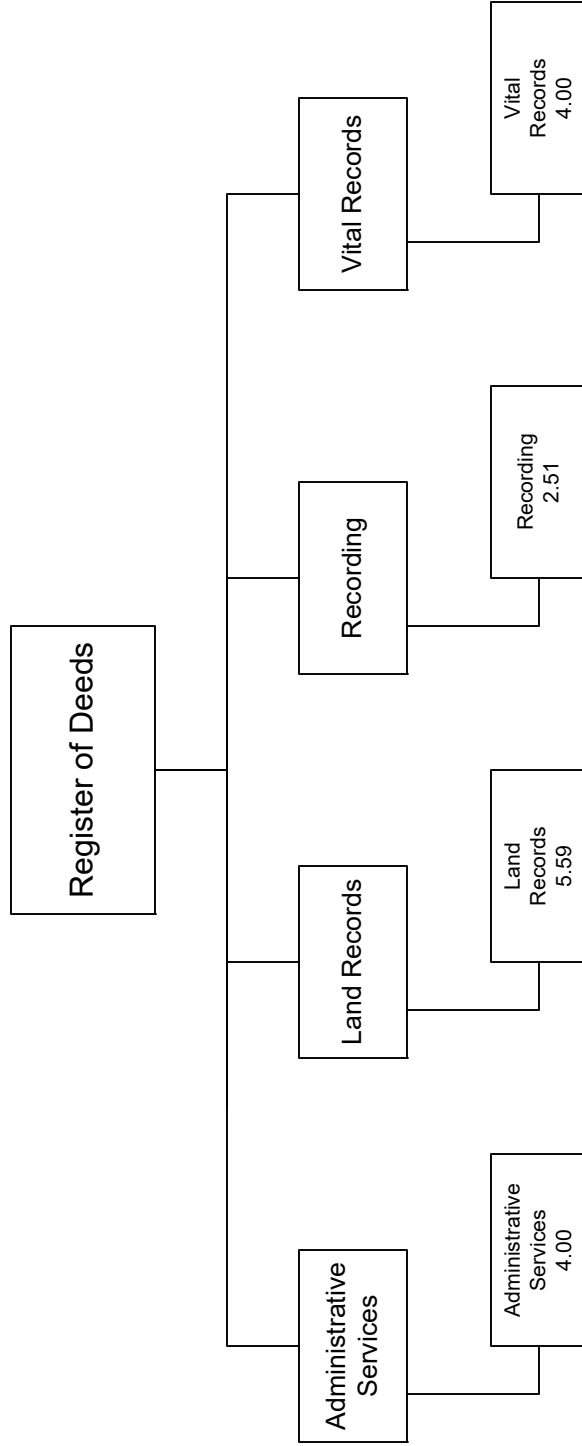 Register of Deeds
Administrative
Services
Land Records
Recording
Vital Records
Administrative
Services
4.00
Land
Records
5.59
Recording
2.51
Vital
Records
4.00